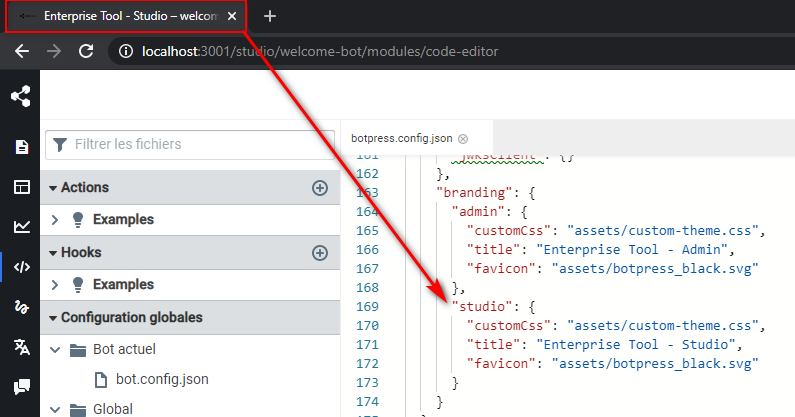 Enterprise Tool - Studio – welcom
localhost:3001/studio/welcome-bot/modules/code-editor
Filtrer les fichiers
Actions
Examples
Hooks
Examples
Configuration globales
Bot actuel
bot.config.json
Global
botpress.config.json
161 "jwksClient": {}
162 },
163 "branding": {
164 "admin": {
165 "customCss": "assets/custom-theme.css",
166 "title": "Enterprise Tool - Admin",
167 "favicon": "assets/botpress_black.svg"
168 },
169 "studio": {
170 "customCss": "assets/custom-theme.css",
171 "title": "Enterprise Tool - Studio",
172 "favicon": "assets/botpress_black.svg"
173 }
174 }